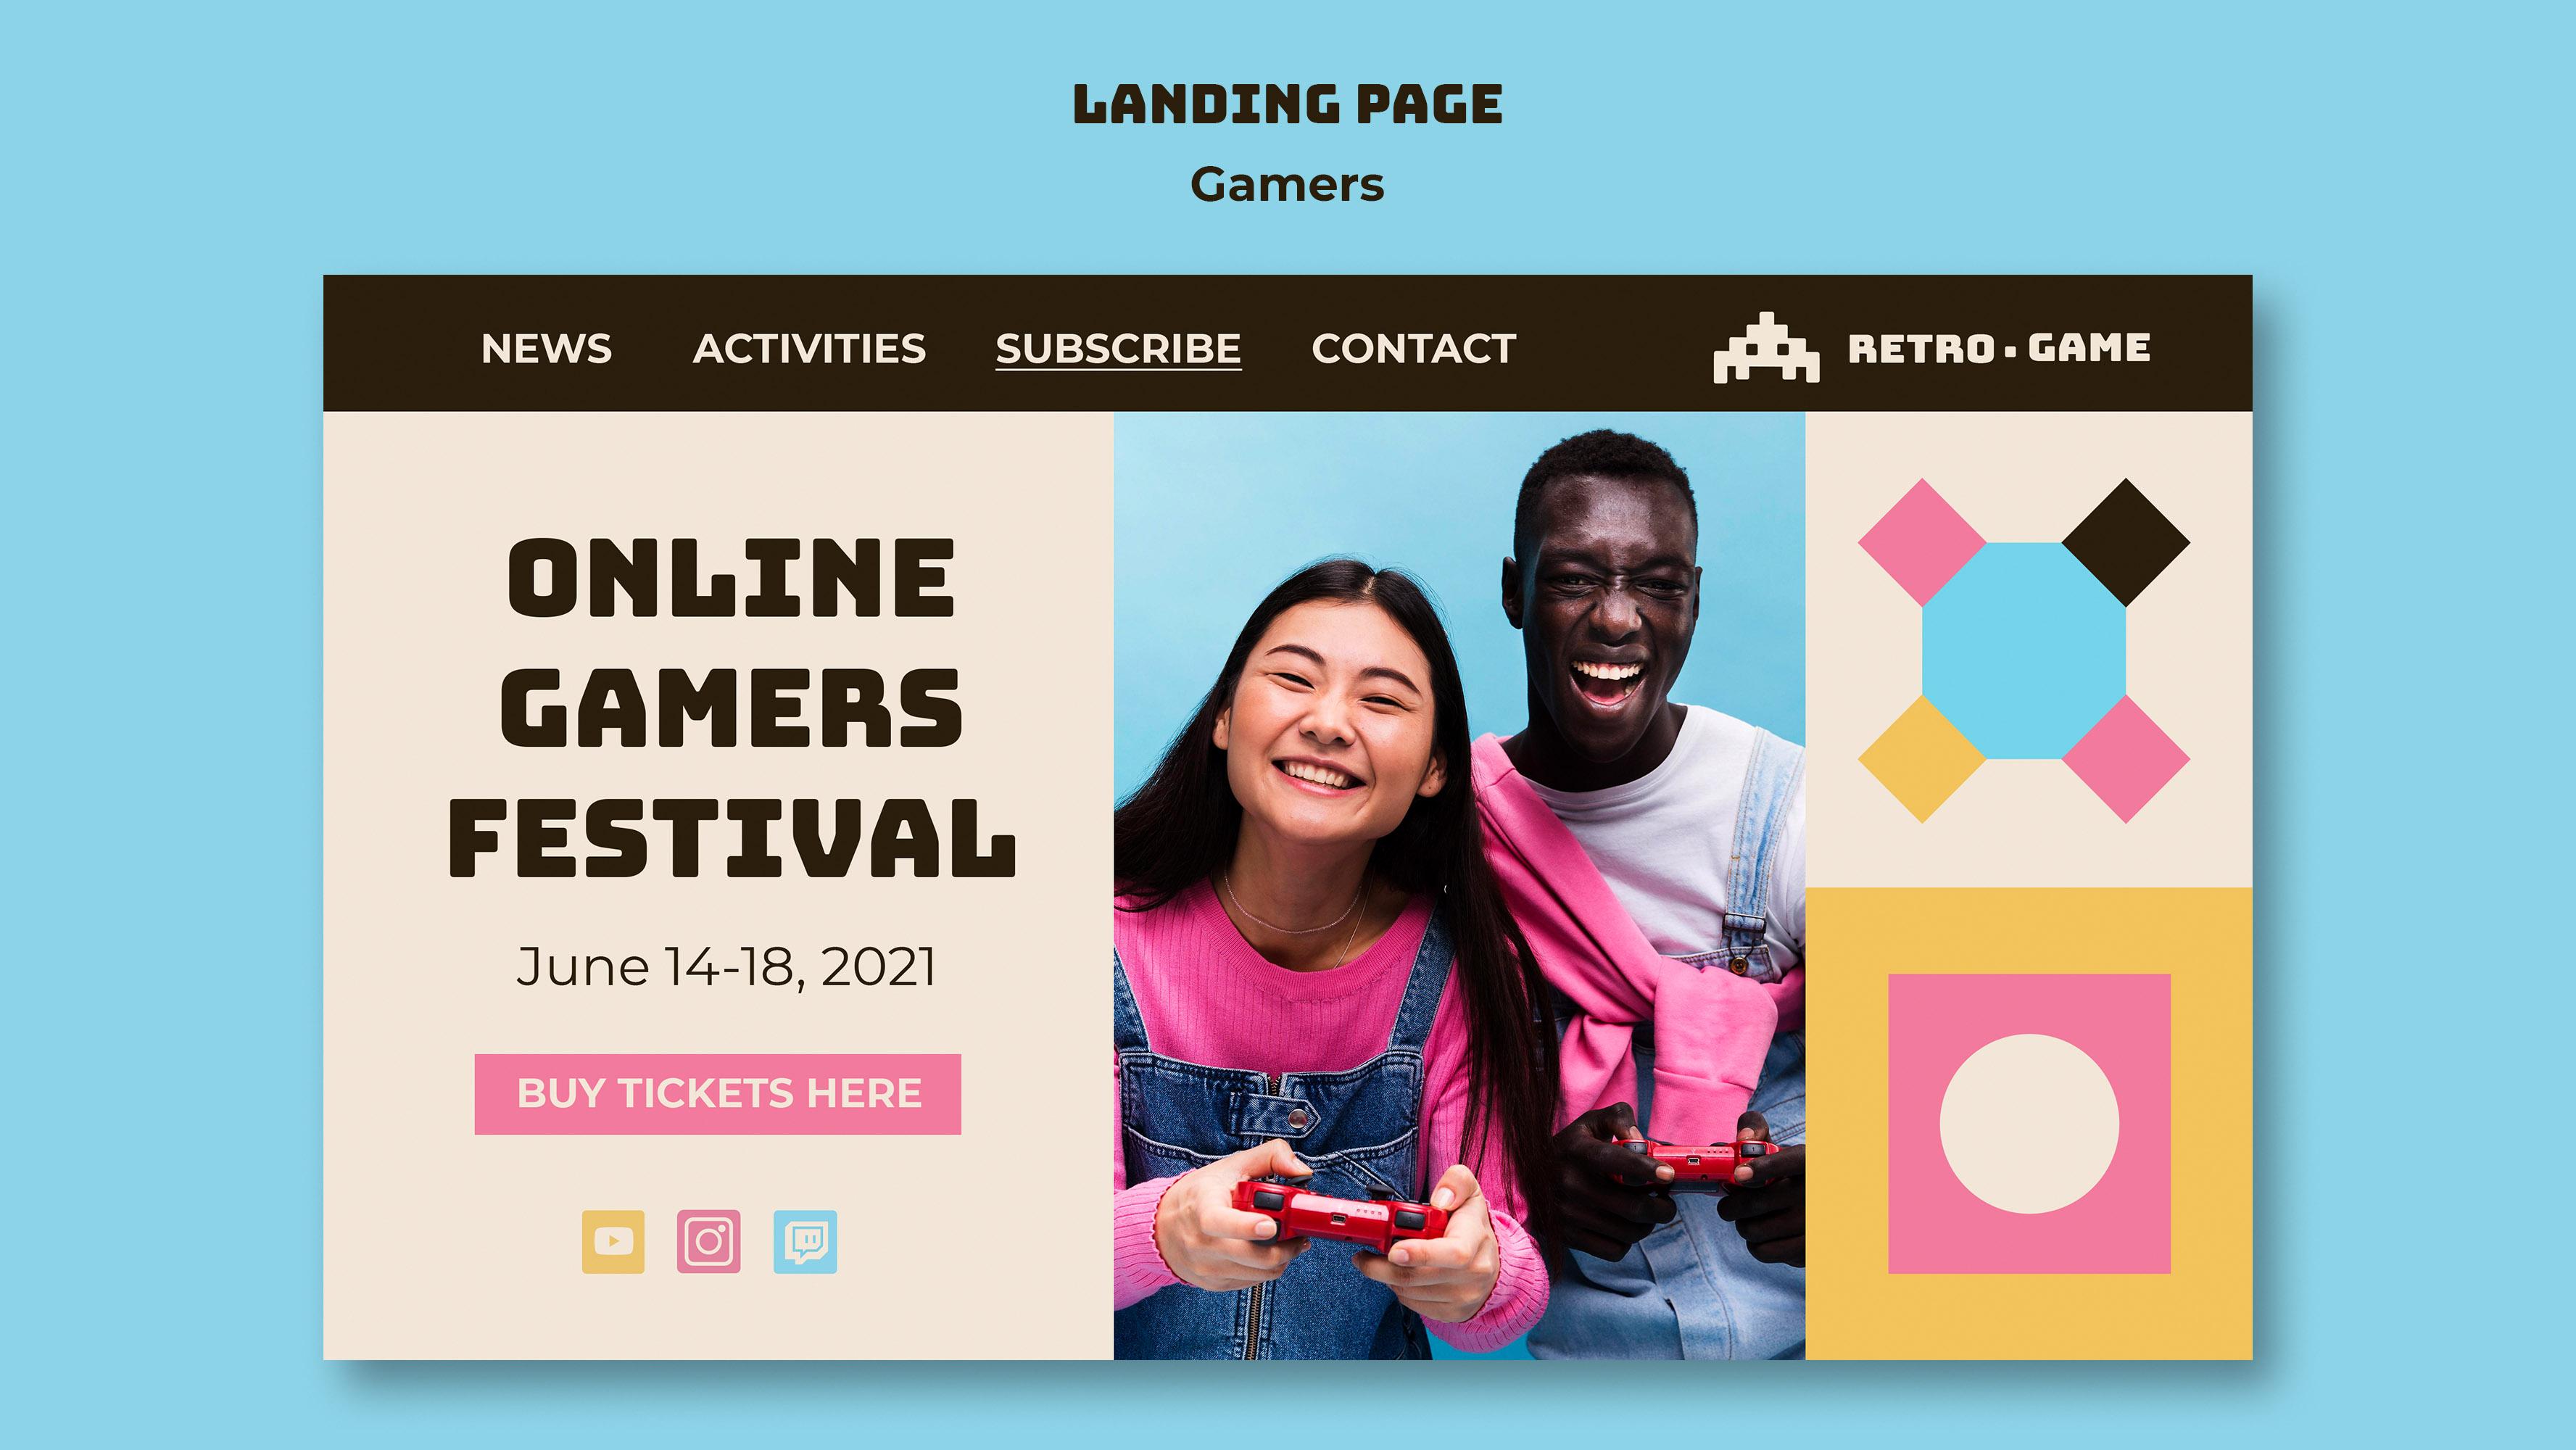 LANDING PAGE
Gamers
NEWS ACTIVITIES SUBSCRIBE CONTACT RETRO·GAME
ONLINE
GAMERS
FESTIVAL
June 14-18, 2021
BUY TICKETS HERE